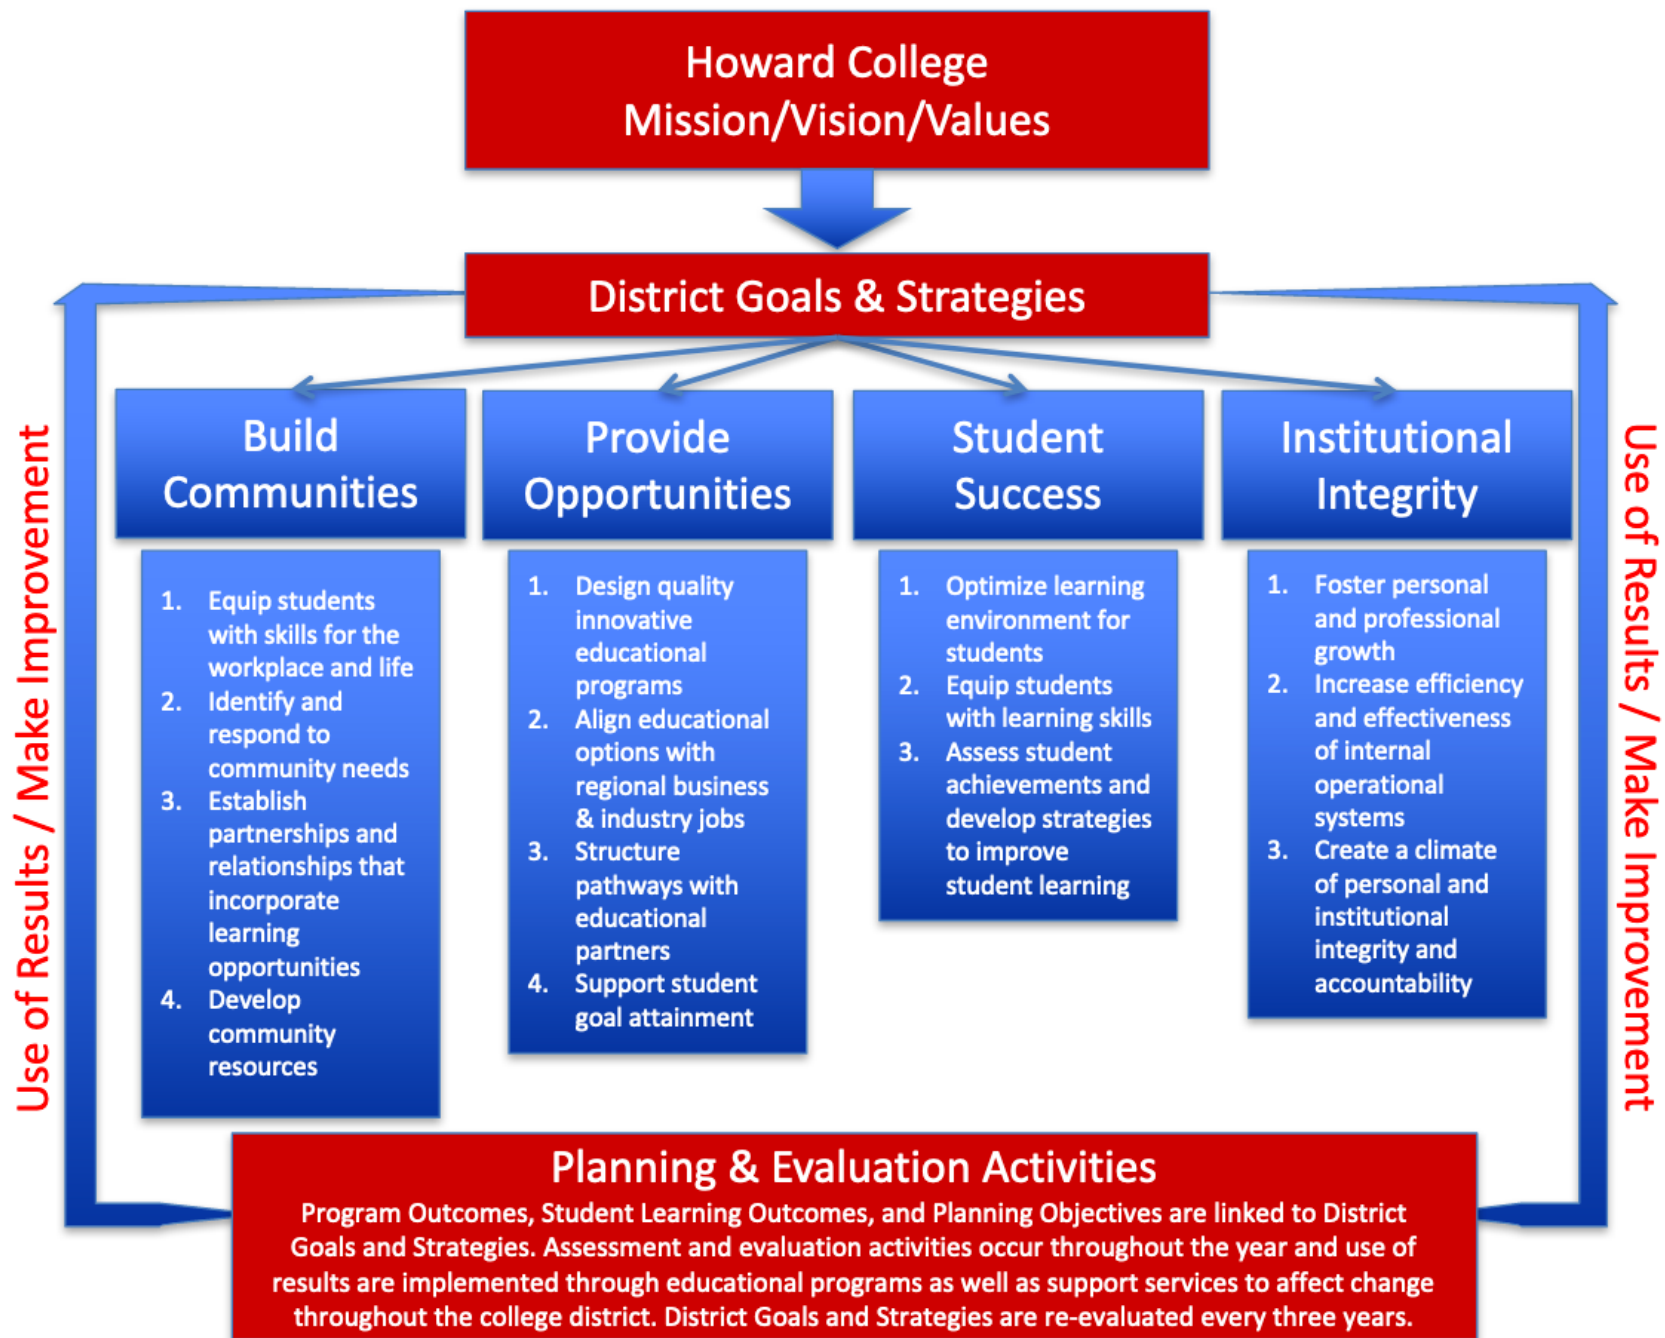 Howard College
Mission/Vision/Values
District Goals & Strategies
Use of Results / Make Improvement
Build
Communities
1. Equip students
with skills for the
workplace and life
2. Identify and
respond to
community needs
3. Establish
partnerships and
relationships that
incorporate
learning
opportunities
4. Develop
community
resources
Provide
Opportunities
1. Design quality
innovative
educational
programs
2. Align educational
options with
regional business
& industry jobs
3. Structure
pathways with
educational
partners
4. Support student
goal attainment
Student
Success
1. Optimize learning
environment for
students
2. Equip students
with learning skills
3. Assess student
achievements and
develop strategies
to improve
student learning
Institutional
Integrity
1. Foster personal
and professional
growth
2. Increase efficiency
and effectiveness
of internal
operational
systems
3. Create a climate
of personal and
institutional
integrity and
accountability
Use of Results / Make Improvement
Planning & Evaluation Activities
Program Outcomes, Student Learning Outcomes, and Planning Objectives are linked to District
Goals and Strategies. Assessment and evaluation activities occur throughout the year and use of
results are implemented through educational programs as well as support services to affect change
throughout the college district. District Goals and Strategies are re-evaluated every three years.